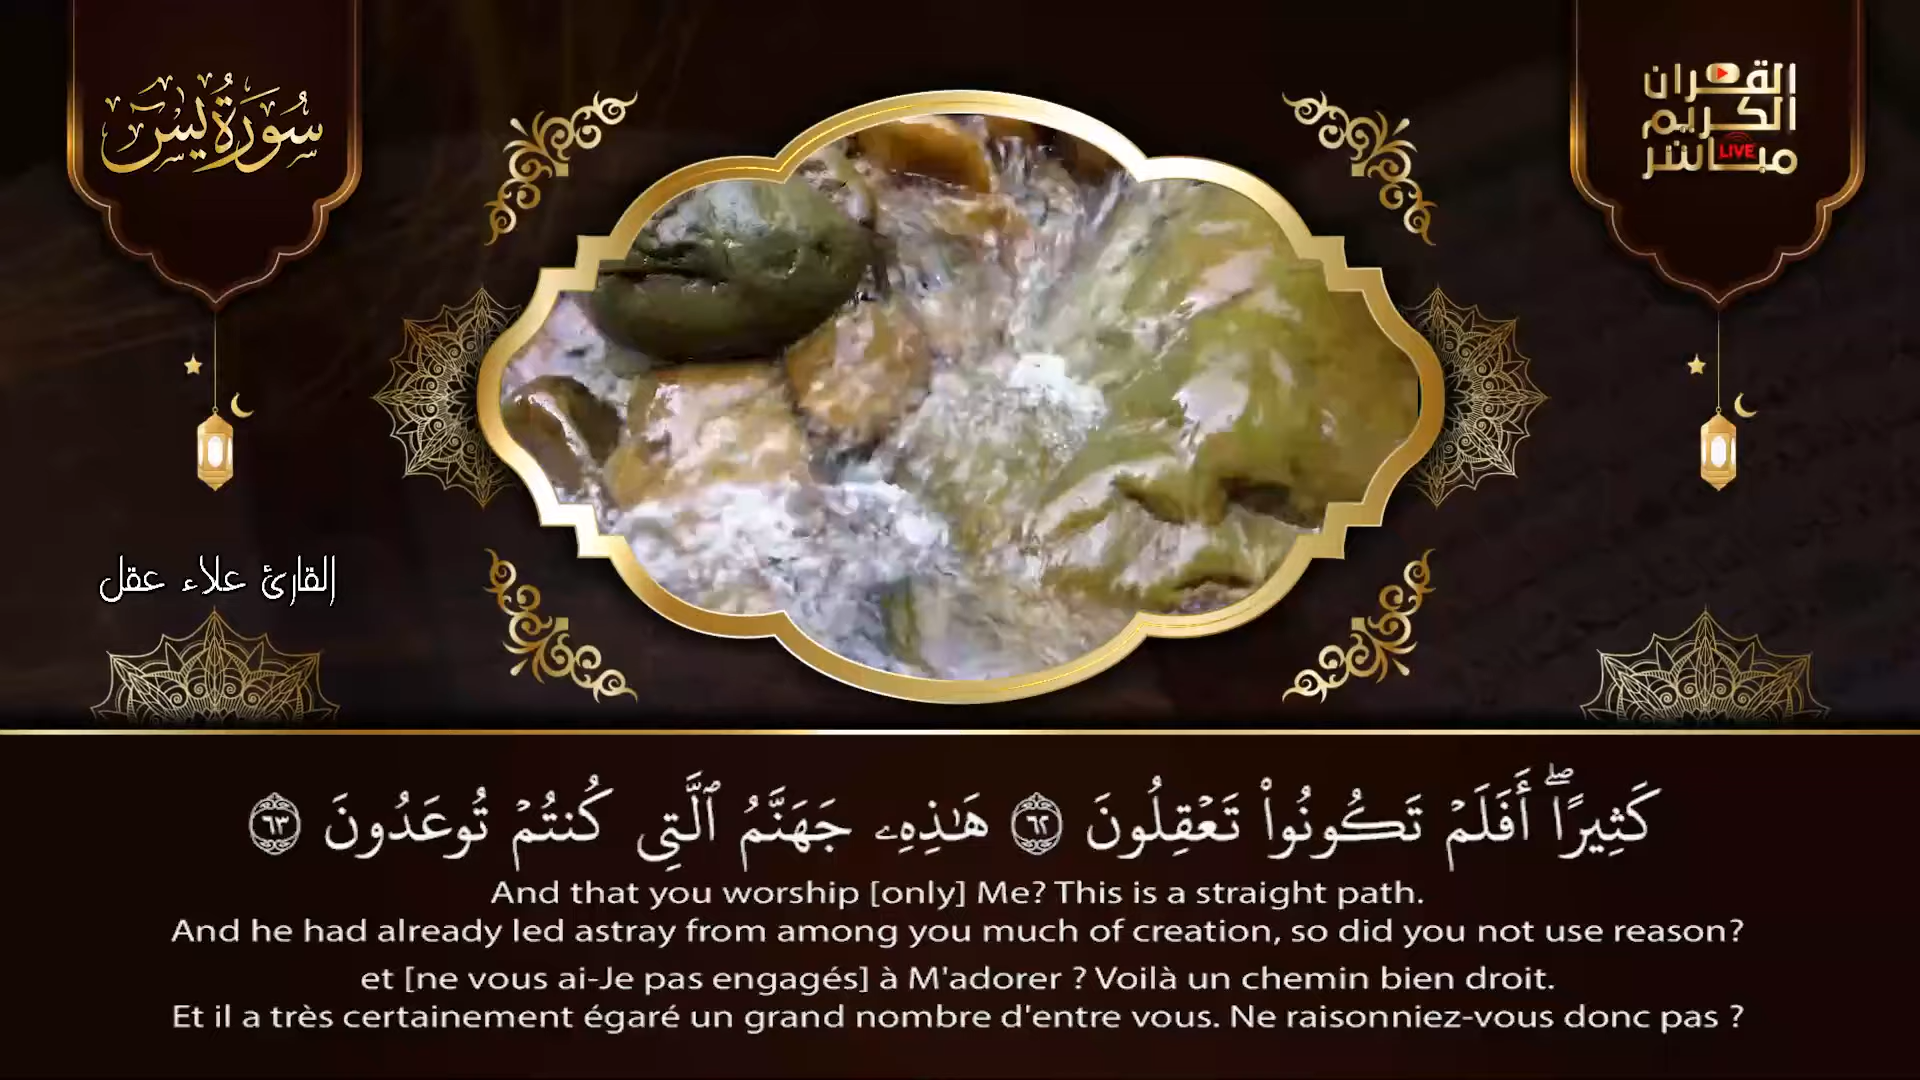 سُورَةُ يسٓ
القران
الكريم
مباشر
LIVE
القارئ علاء عقل
كَثِيرًاۖ أَفَلَمۡ تَكُونُواْ تَعۡقِلُونَ ٦٢ هَٰذِهِۦ جَهَنَّمُ ٱلَّتِي كُنتُمۡ تُوعَدُونَ ٦٣
And that you worship [only] Me? This is a straight path.
And he had already led astray from among you much of creation, so did you not use reason?
et [ne vous ai-Je pas engagés] à M'adorer ? Voilà un chemin bien droit.
Et il a très certainement égaré un grand nombre d'entre vous. Ne raisonniez-vous donc pas ?